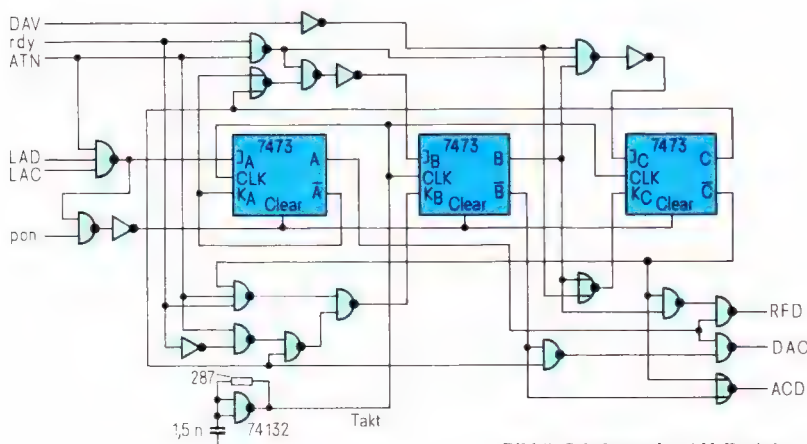 DAV
rdy
ATN
LAD
LAC
pon
7473
JA A
CLK
KA A̅
Clear
7473
JB B
CLK
KB B̅
Clear
7473
JC C
CLK
KC C̅
Clear
RFD
DAC
ACD
287
1,5 n
74132
Takt